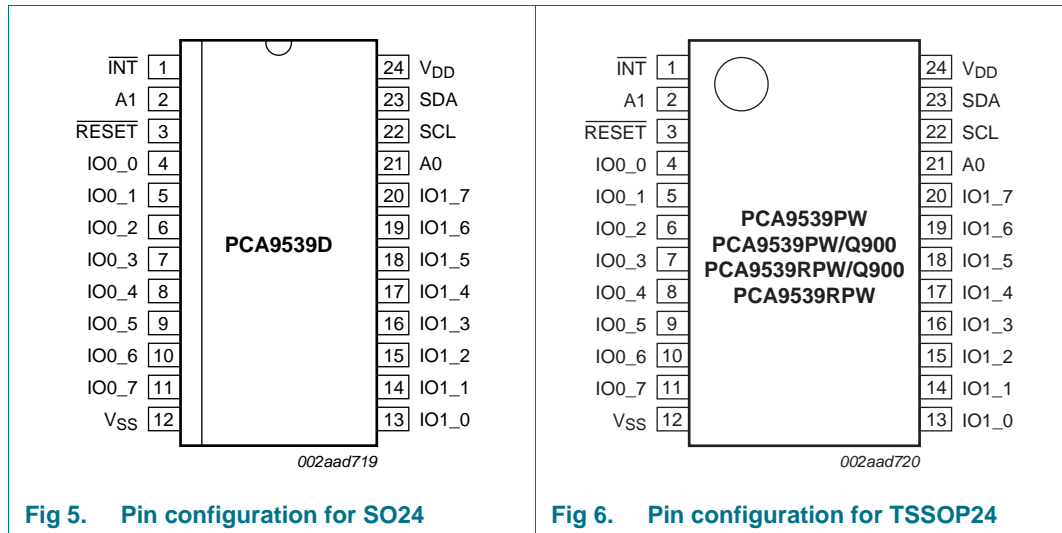 INT 1
A1 2
RESET 3
IO0_0 4
IO0_1 5
IO0_2 6
IO0_3 7
IO0_4 8
IO0_5 9
IO0_6 10
IO0_7 11
VSS 12
PCA9539D
24 VDD
23 SDA
22 SCL
21 A0
20 IO1_7
19 IO1_6
18 IO1_5
17 IO1_4
16 IO1_3
15 IO1_2
14 IO1_1
13 IO1_0
002aad719
Fig 5. Pin configuration for SO24
INT 1
A1 2
RESET 3
IO0_0 4
IO0_1 5
IO0_2 6
IO0_3 7
IO0_4 8
IO0_5 9
IO0_6 10
IO0_7 11
VSS 12
PCA9539PW
PCA9539PW/Q900
PCA9539RPW/Q900
PCA9539RPW
24 VDD
23 SDA
22 SCL
21 A0
20 IO1_7
19 IO1_6
18 IO1_5
17 IO1_4
16 IO1_3
15 IO1_2
14 IO1_1
13 IO1_0
002aad720
Fig 6. Pin configuration for TSSOP24